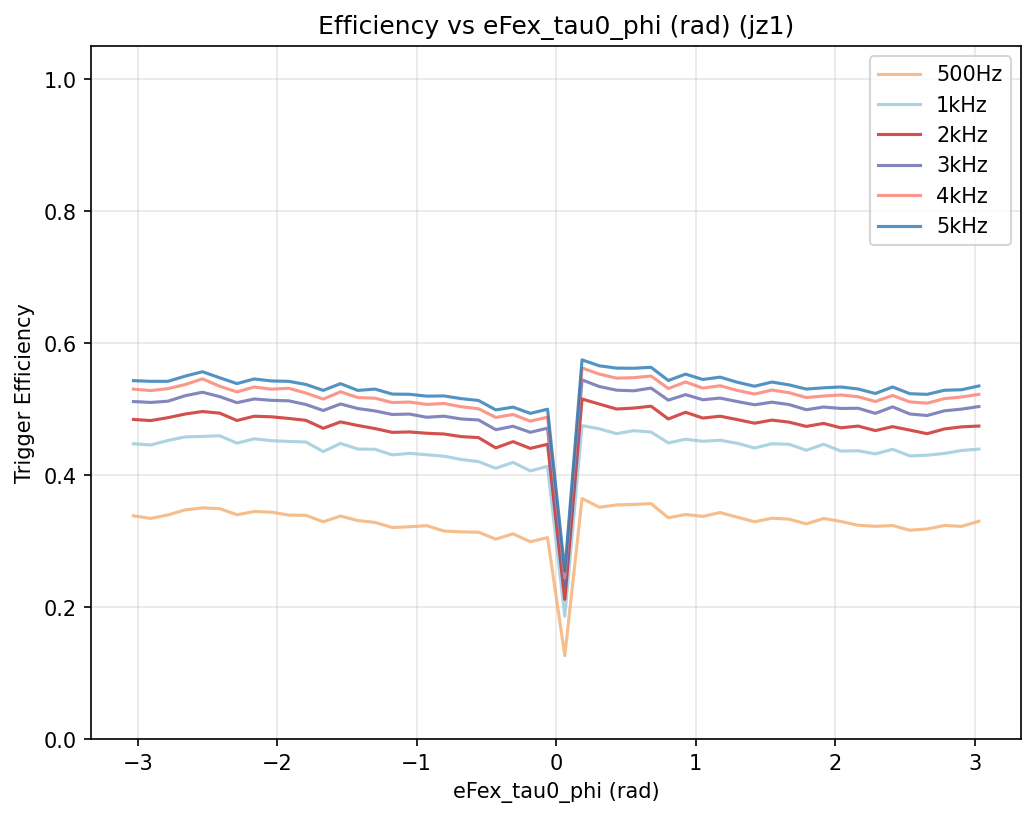 Efficiency vs eFex_tau0_phi (rad) (jz1)
500Hz
1kHz
2kHz
3kHz
4kHz
5kHz
Trigger Efficiency
1.0
0.8
0.6
0.4
0.2
0.0
−3
−2
−1
0
1
2
3
eFex_tau0_phi (rad)